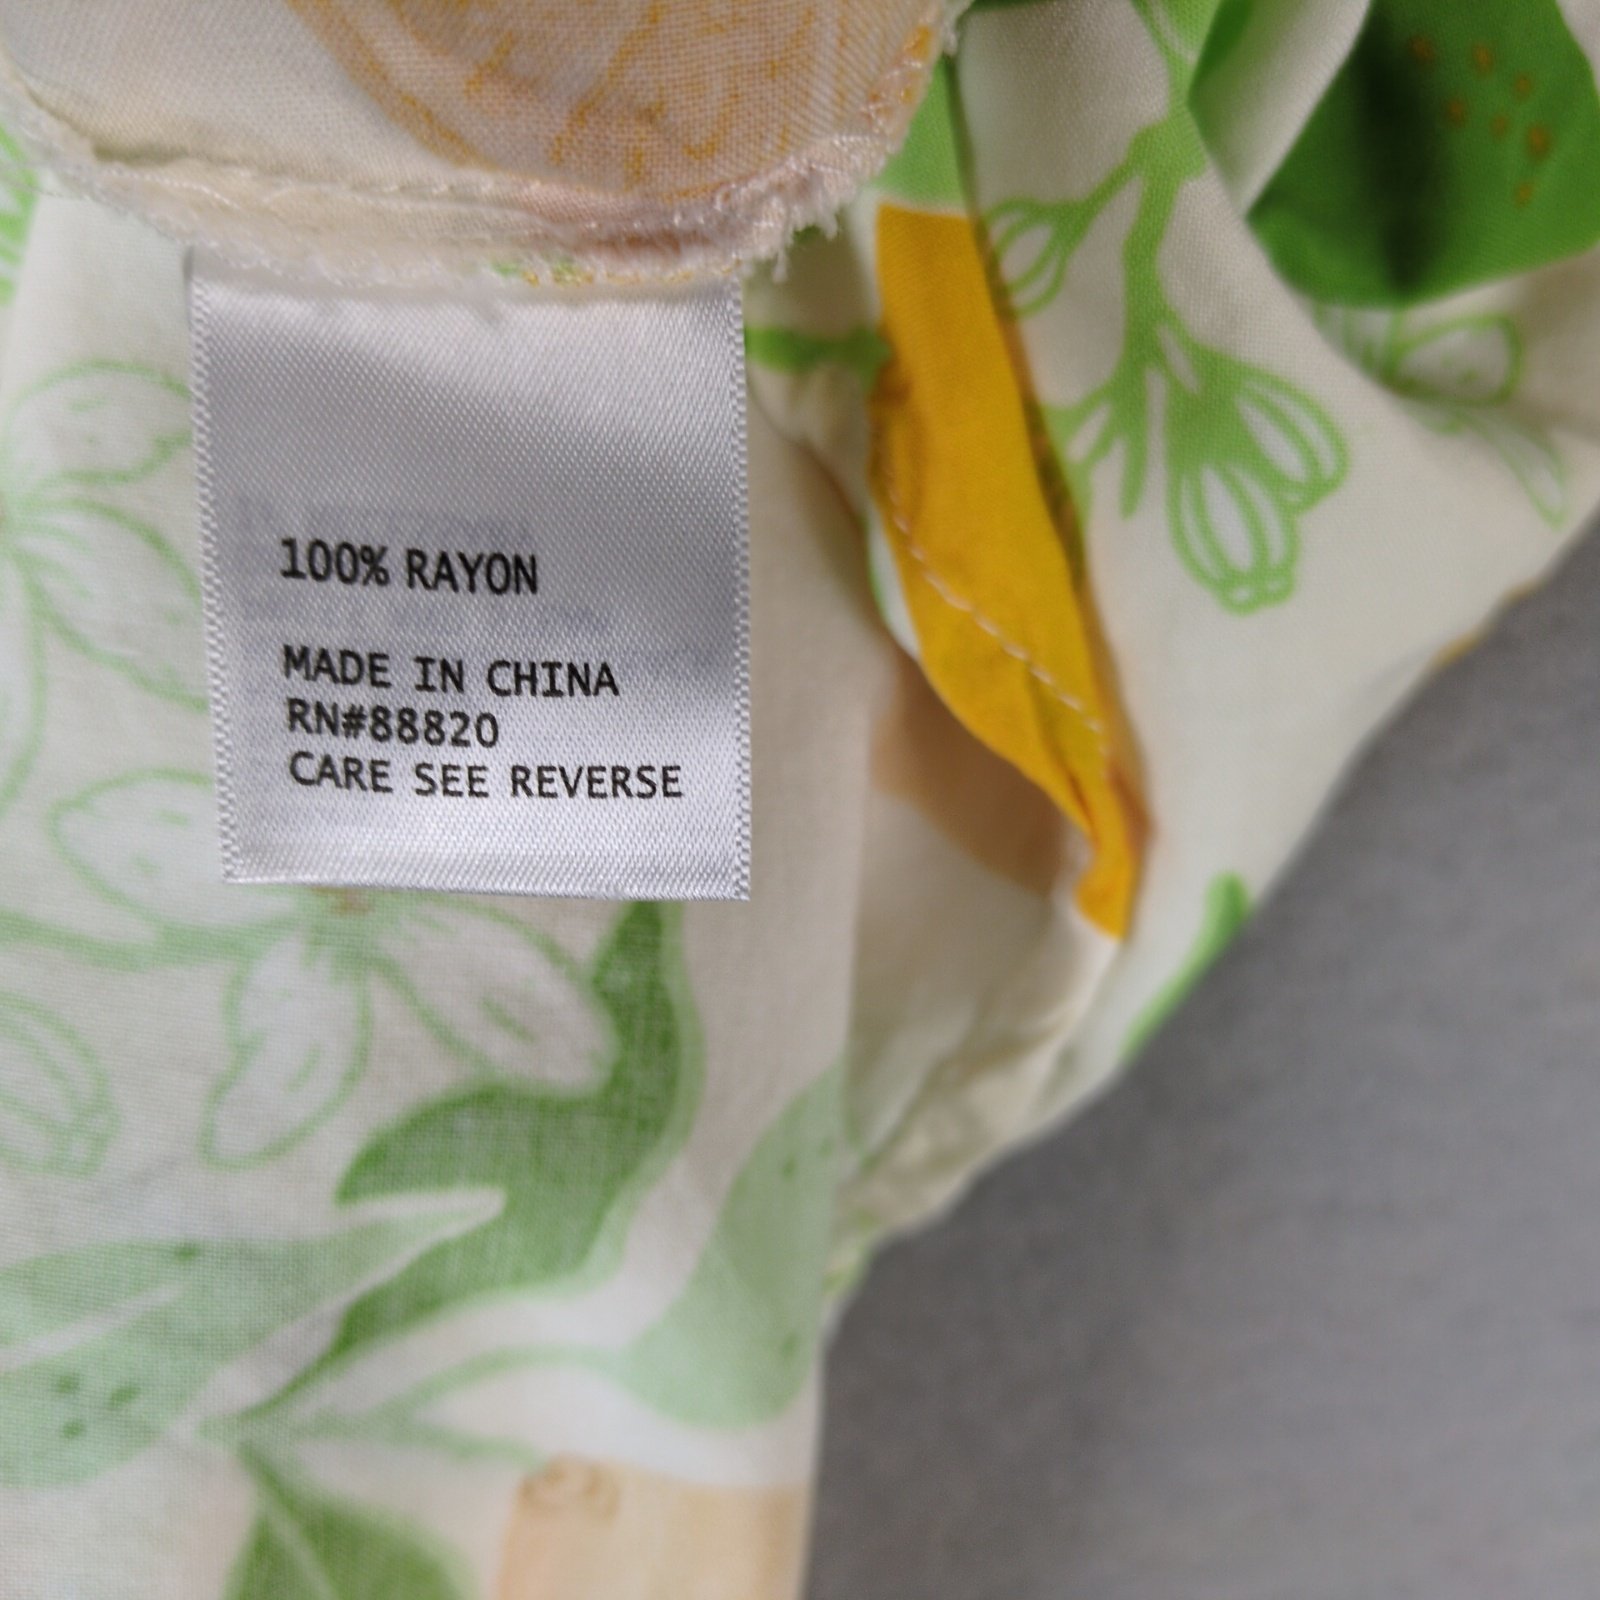 100% RAYON
MADE IN CHINA
RN#88820
CARE SEE REVERSE